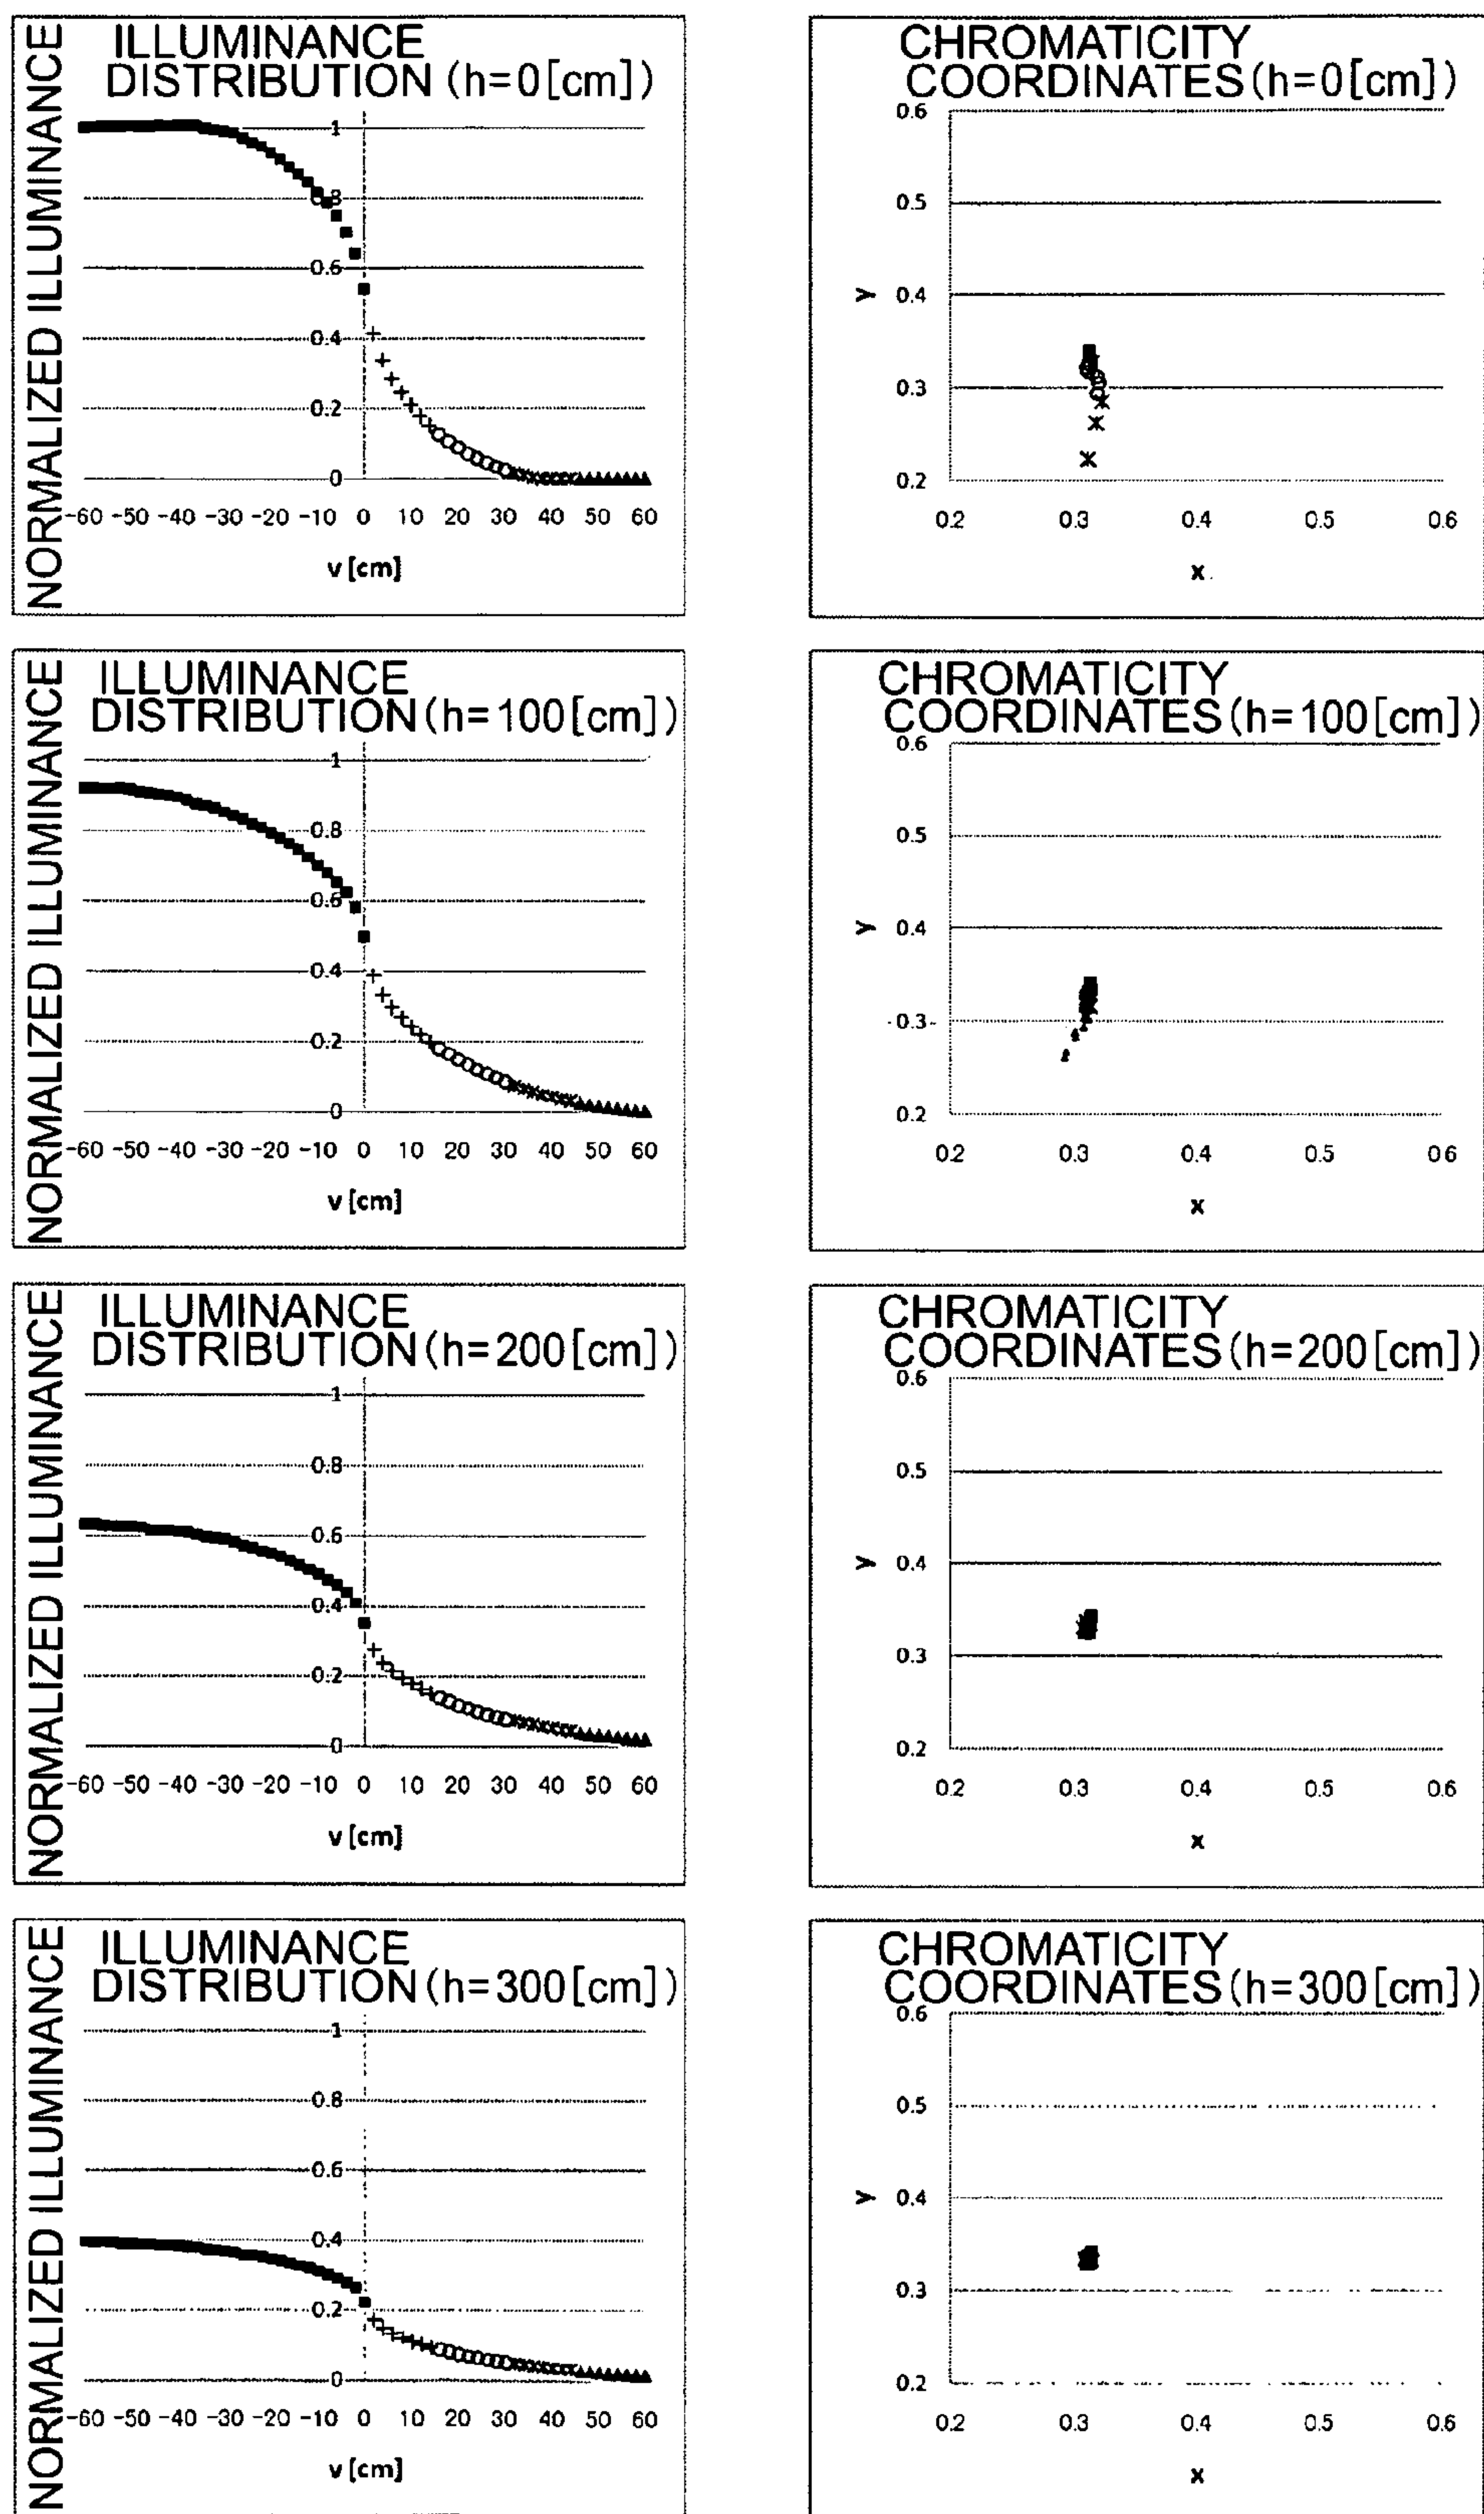 NORMALIZED ILLUMINANCE
ILLUMINANCE
DISTRIBUTION (h=0[cm])
1
0.8
0.6
0.4
0.2
0
-60 -50 -40 -30 -20 -10 0 10 20 30 40 50 60
v [cm]
CHROMATICITY
COORDINATES (h=0[cm])
0.6
0.5
y 0.4
0.3
0.2
0.2 0.3 0.4 0.5 0.6
x
NORMALIZED ILLUMINANCE
ILLUMINANCE
DISTRIBUTION (h=100[cm])
1
0.8
0.6
0.4
0.2
0
-60 -50 -40 -30 -20 -10 0 10 20 30 40 50 60
v [cm]
CHROMATICITY
COORDINATES (h=100[cm])
0.6
0.5
y 0.4
0.3
0.2
0.2 0.3 0.4 0.5 0.6
x
NORMALIZED ILLUMINANCE
ILLUMINANCE
DISTRIBUTION (h=200[cm])
1
0.8
0.6
0.4
0.2
0
-60 -50 -40 -30 -20 -10 0 10 20 30 40 50 60
v [cm]
CHROMATICITY
COORDINATES (h=200[cm])
0.6
0.5
y 0.4
0.3
0.2
0.2 0.3 0.4 0.5 0.6
x
NORMALIZED ILLUMINANCE
ILLUMINANCE
DISTRIBUTION (h=300[cm])
1
0.8
0.6
0.4
0.2
0
-60 -50 -40 -30 -20 -10 0 10 20 30 40 50 60
v [cm]
CHROMATICITY
COORDINATES (h=300[cm])
0.6
0.5
y 0.4
0.3
0.2
0.2 0.3 0.4 0.5 0.6
x